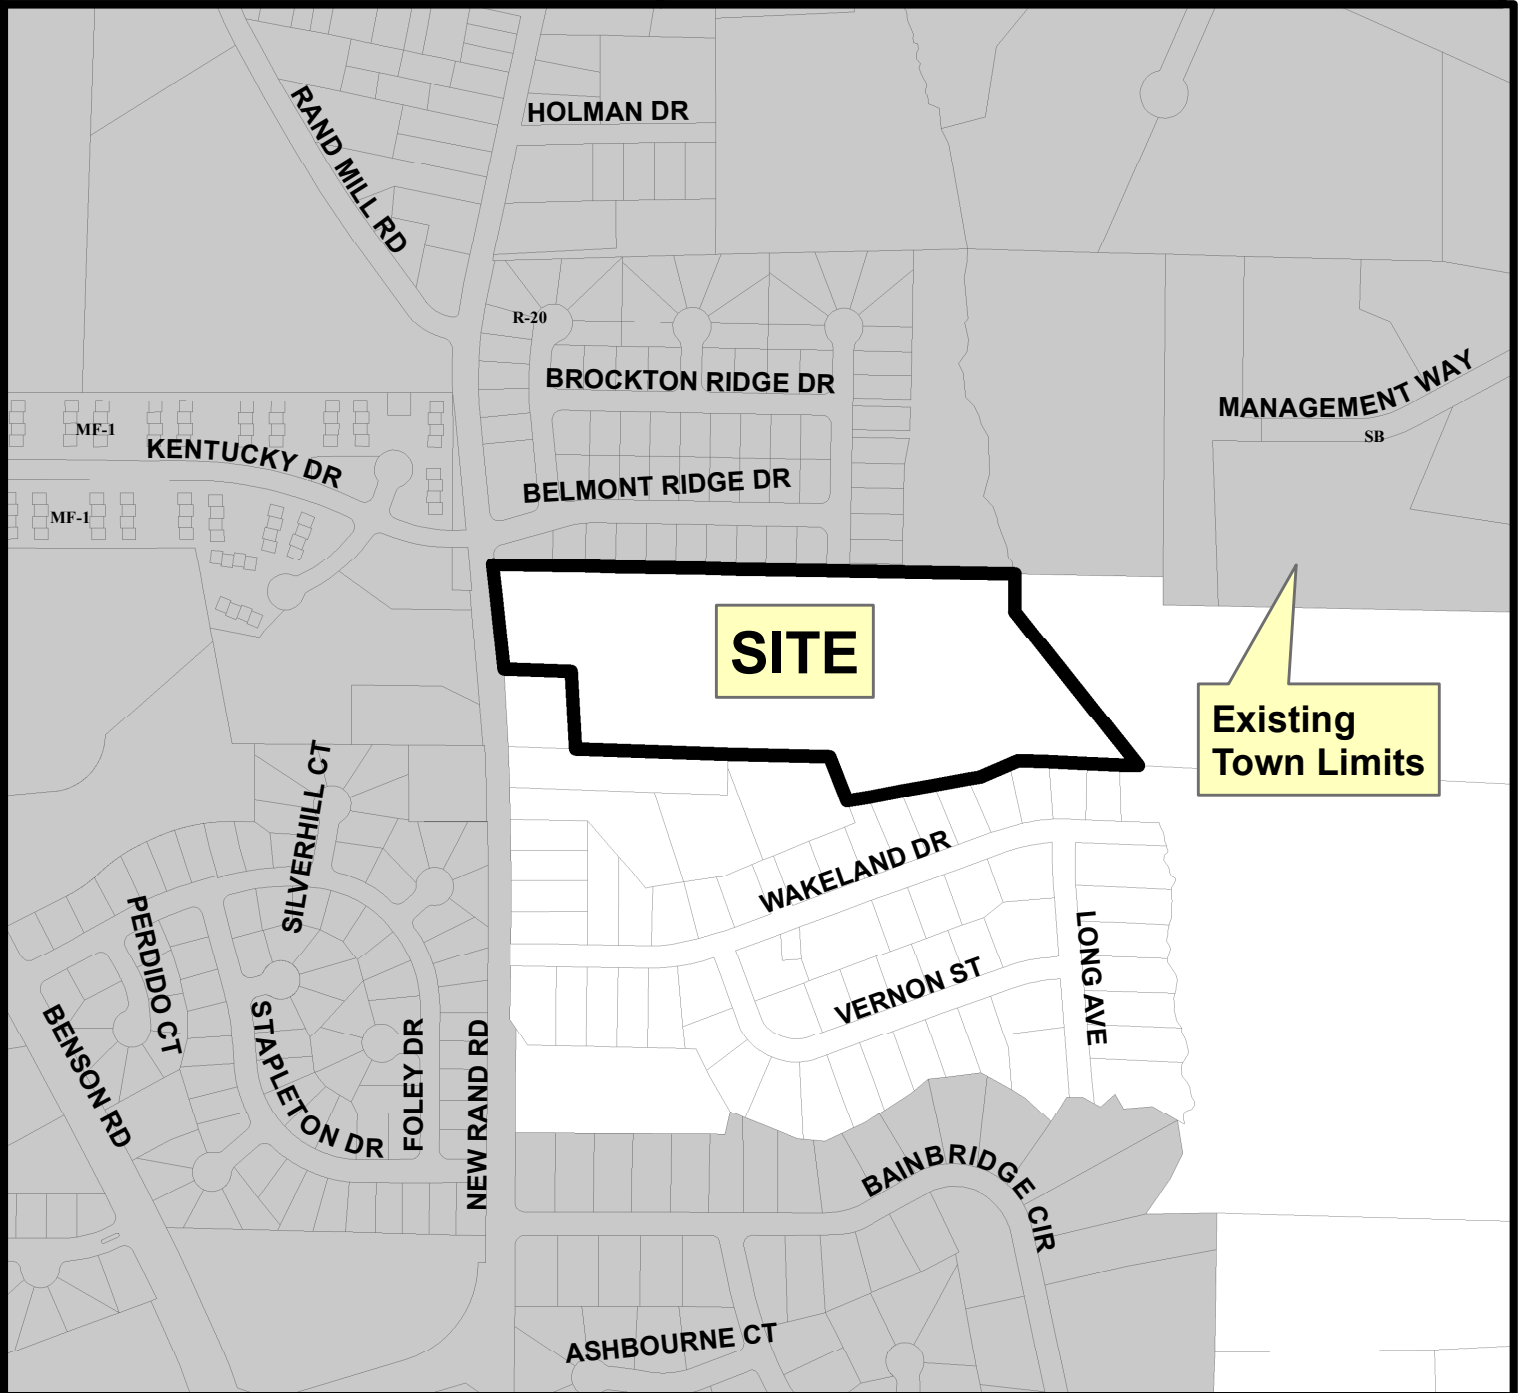 RAND MILL RD
HOLMAN DR
R-20
BROCKTON RIDGE DR
MANAGEMENT WAY
SB
MF-1
KENTUCKY DR
BELMONT RIDGE DR
MF-1
SITE
Existing
Town Limits
SILVERHILL CT
WAKELAND DR
PERDIDO CT
LONG AVE
VERNON ST
BENSON RD
STAPLETON DR
FOLEY DR
NEW RAND RD
BAINBRIDGE CIR
ASHBOURNE CT